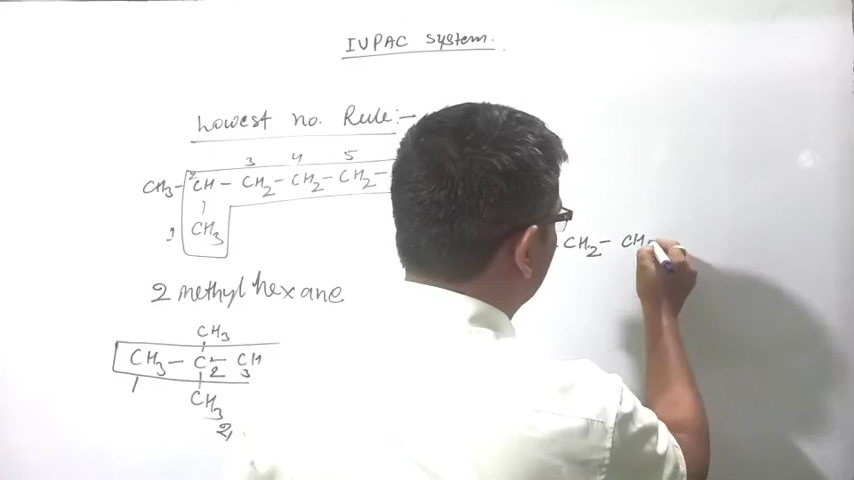 IUPAC System.
Lowest no. Rule:-
3 4 5
CH3- 2CH - CH2- CH2- CH2-
1 CH3
CH2- CH
2 methyl hexane
CH3
CH3- C - CH
1 2 3
CH3
2,